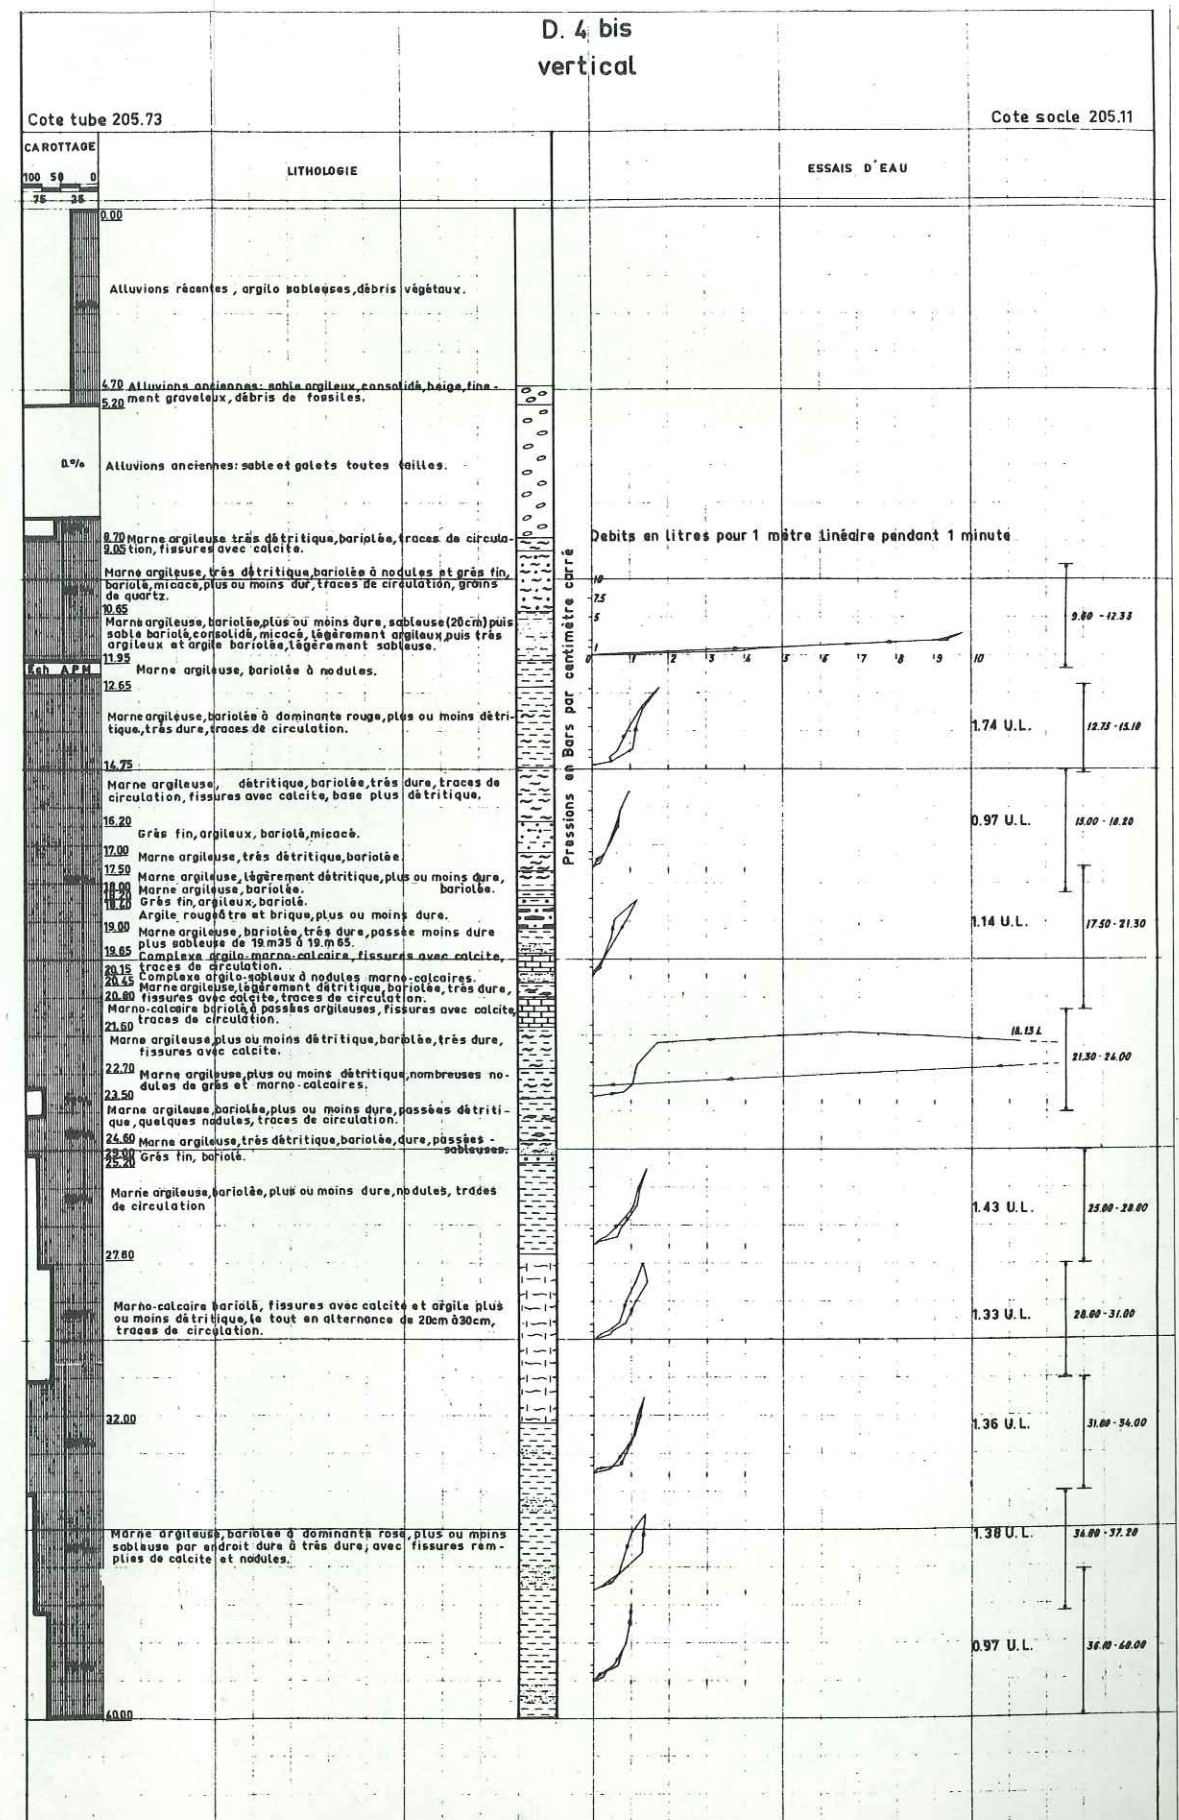 D. 4 bis
vertical
Cote tube 205.73
Cote socle 205.11
CAROTTAGE
100 50 0
75 25
LITHOLOGIE
ESSAIS D'EAU
0.00
Alluvions récentes, argilo sableuses, débris végétaux.
4.70 Alluvions anciennes: sable argileux, consolidé, beige, fine-
5.20 ment graveleux, débris de fossiles.
0.%
Alluvions anciennes: sable et galets toutes tailles.
8.70 Marne argileuse très détritique, bariolée, traces de circula-
9.05 tion, fissures avec calcite.
Marne argileuse, très détritique, bariolée à nodules et grès fin,
bariolé, micacé, plus ou moins dur, traces de circulation, grains
de quartz.
10.65
Marne argileuse, bariolée, plus ou moins dure, sableuse (20cm) puis
sable bariolé, consolidé, micacé, légèrement argileux, puis très
argileux et argile bariolée, légèrement sableuse.
11.95
Ech A.P.M
Marne argileuse, bariolée à nodules.
12.65
Marne argileuse, bariolée à dominante rouge, plus ou moins détri-
tique, très dure, traces de circulation.
14.75
Marne argileuse, détritique, bariolée, très dure, traces de
circulation, fissures avec calcite, base plus détritique.
16.20
Grès fin, argileux, bariolé, micacé.
17.00
Marne argileuse, très détritique, bariolée.
17.50
Marne argileuse, légèrement détritique, plus ou moins dure,
bariolée.
18.00 Marne argileuse, bariolée.
18.20 Grès fin, argileux, bariolé.
Argile rougeâtre et brique, plus ou moins dure.
19.00
Marne argileuse, bariolée, très dure, passée moins dure
plus sableuse de 19.m35 à 19.m65.
19.65 Complexe argilo-marno-calcaire, fissures avec calcite,
20.15 traces de circulation.
20.45 Complexe argilo-sableux à nodules marno-calcaires.
Marne argileuse, légèrement détritique, bariolée, très dure,
20.80 fissures avec calcite, traces de circulation.
Marno-calcaire bariolé à passées argileuses, fissures avec calcite,
traces de circulation.
21.60
Marne argileuse plus ou moins détritique, bariolée, très dure,
fissures avec calcite.
22.70
Marne argileuse, plus ou moins détritique, nombreuses no-
dules de grès et marno-calcaires.
23.50
Marne argileuse, bariolée, plus ou moins dure, passées détriti-
que, quelques nodules, traces de circulation.
24.60 Marne argileuse, très détritique, bariolée, dure, passées-
sableuses.
25.00
25.20 Grès fin, bariolé.
Marne argileuse, bariolée, plus ou moins dure, nodules, traces
de circulation
27.60
Marno-calcaire bariolé, fissures avec calcite et argile plus
ou moins détritique, le tout en alternance de 20cm à 30cm,
traces de circulation.
32.00
Marne argileuse, bariolée à dominante rose, plus ou moins
sableuse par endroit dure à très dure, avec fissures rem-
plies de calcite et nodules.
40.00
Pressions en Bars par centimètre carré
Debits en litres pour 1 mètre linéaire pendant 1 minute
10
7.5
5
1
0 1 2 3 4 5 6 7 8 9 10
9.60 - 12.35
1.74 U.L.
12.75 - 15.10
0.97 U.L.
15.00 - 18.20
1.14 U.L.
17.50 - 21.30
18.13 L
21.30 - 24.00
1.43 U.L.
25.00 - 28.00
1.33 U.L.
28.00 - 31.00
1.36 U.L.
31.00 - 34.00
1.38 U.L.
34.00 - 37.20
0.97 U.L.
36.10 - 40.00